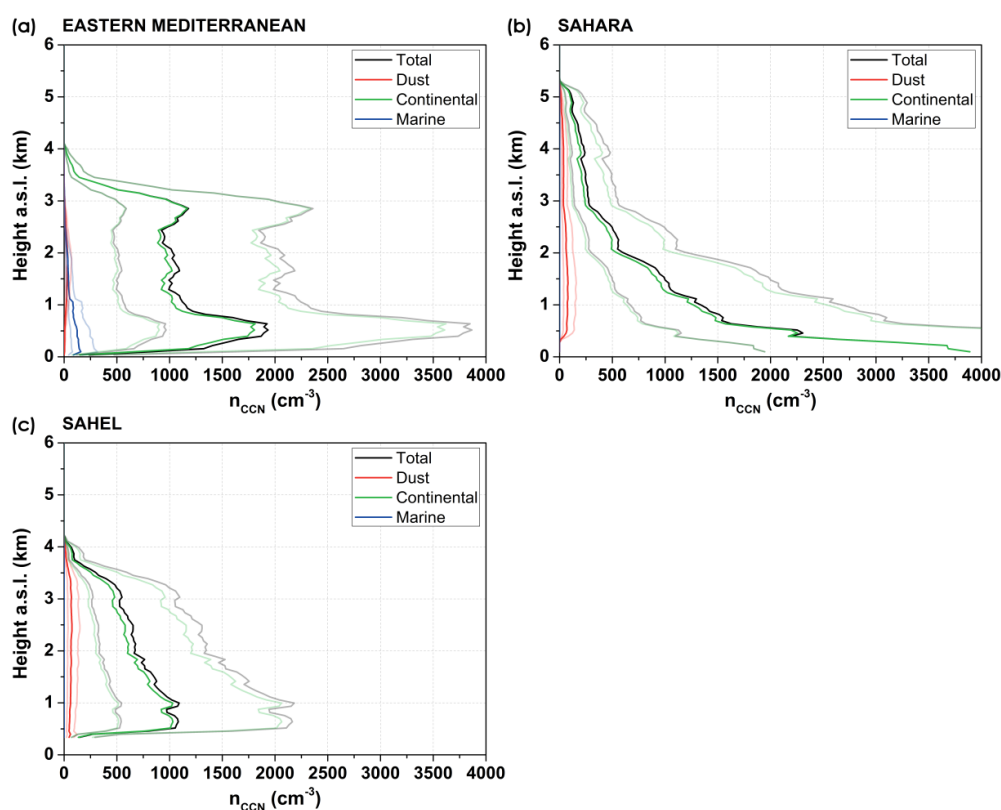 (a) EASTERN MEDITERRANEAN
6
5
4
3
2
1
0
Height a.s.l. (km)
Total
Dust
Continental
Marine
0 500 1000 1500 2000 2500 3000 3500 4000
nCCN (cm-3)
(b) SAHARA
6
5
4
3
2
1
0
Height a.s.l. (km)
Total
Dust
Continental
Marine
0 500 1000 1500 2000 2500 3000 3500 4000
nCCN (cm-3)
(c) SAHEL
6
5
4
3
2
1
0
Height a.s.l. (km)
Total
Dust
Continental
Marine
0 500 1000 1500 2000 2500 3000 3500 4000
nCCN (cm-3)